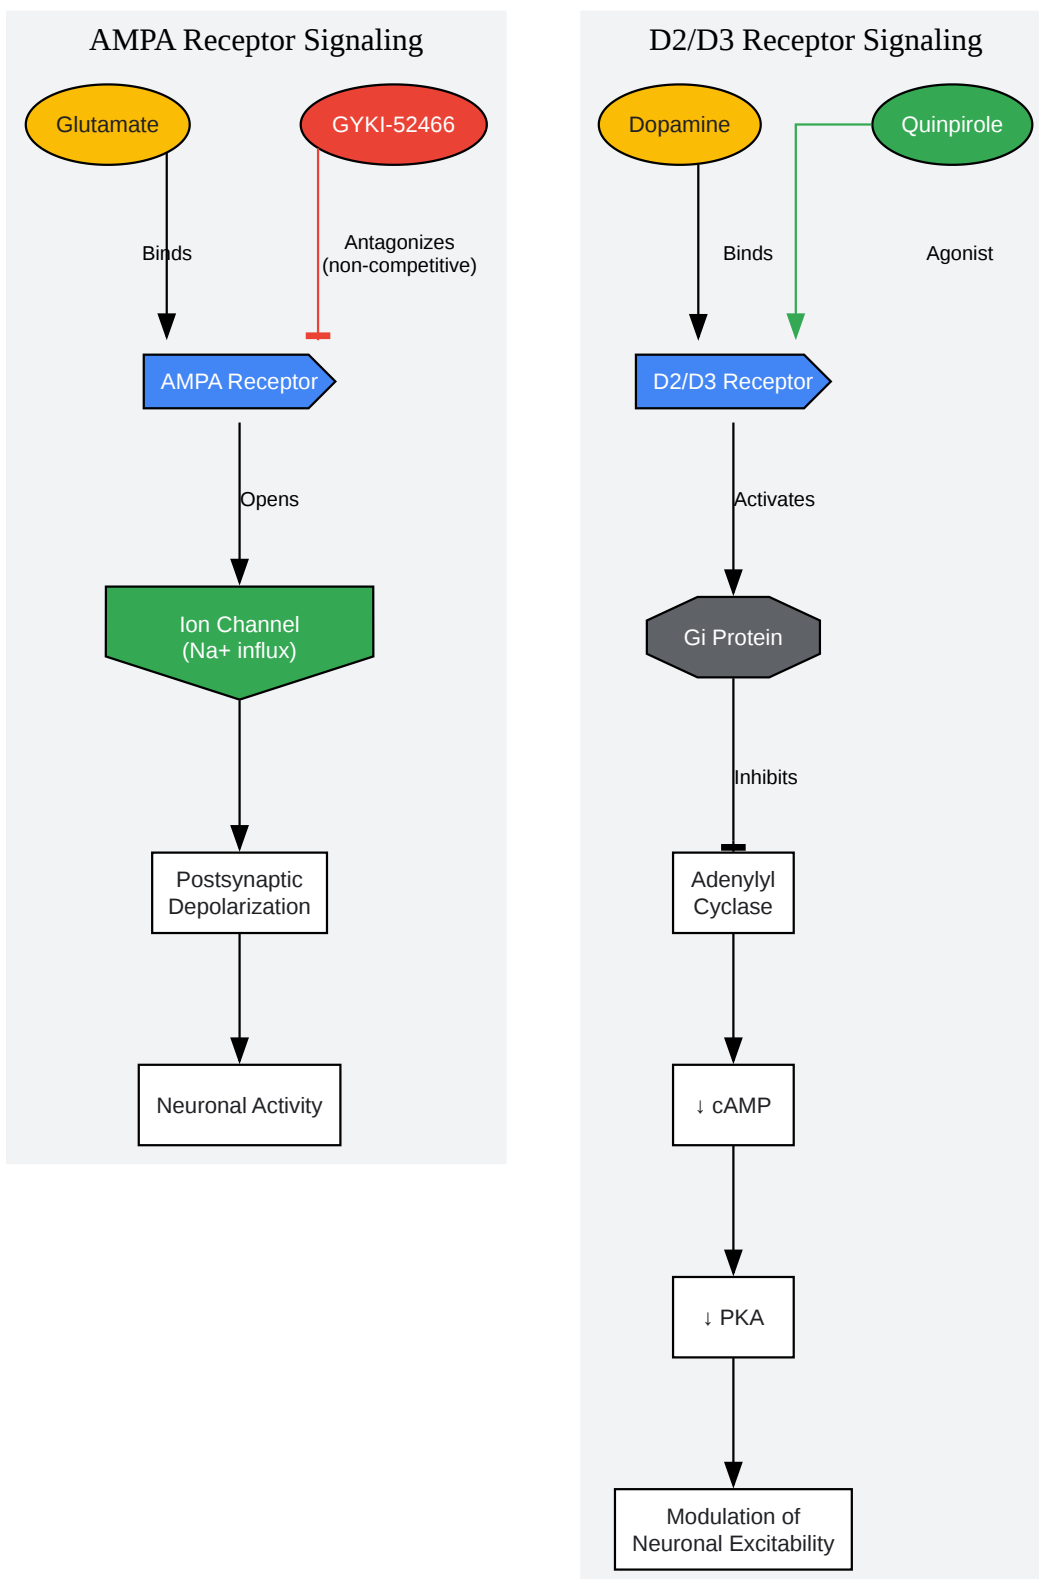 AMPA Receptor Signaling
Glutamate
GYKI-52466
Binds
Antagonizes
(non-competitive)
AMPA Receptor
Opens
Ion Channel
(Na+ influx)
Postsynaptic
Depolarization
Neuronal Activity
D2/D3 Receptor Signaling
Dopamine
Quinpirole
Binds
Agonist
D2/D3 Receptor
Activates
Gi Protein
Inhibits
Adenylyl
Cyclase
↓ cAMP
↓ PKA
Modulation of
Neuronal Excitability